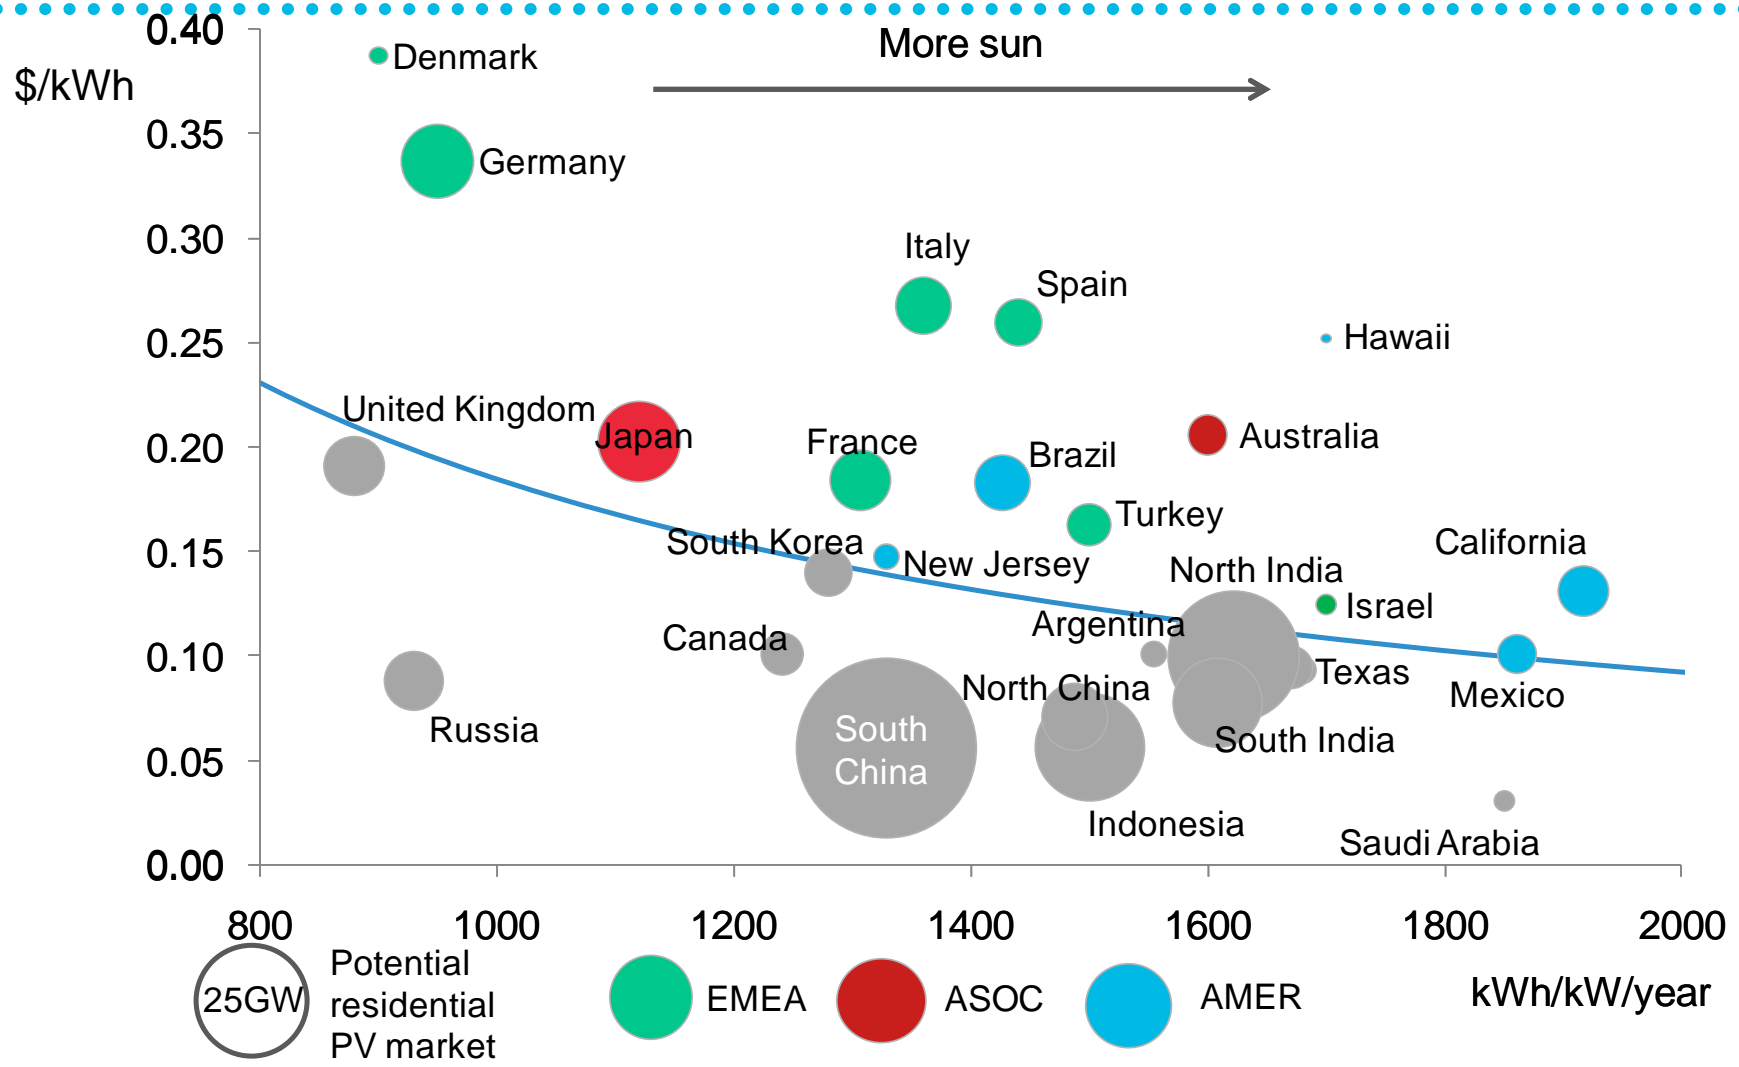 0.40
More sun
Denmark
$/kWh
0.35
Germany
0.30
Italy
Spain
0.25
Hawaii
United Kingdom
Japan
0.20
France
Australia
Brazil
Turkey
0.15
South Korea
New Jersey
California
North India
Israel
Argentina
Canada
0.10
Texas
North China
Mexico
Russia
South
China
South India
0.05
Indonesia
Saudi Arabia
0.00
800 1000 1200 1400 1600 1800 2000
25GW
Potential
residential
PV market
EMEA
ASOC
AMER
kWh/kW/year